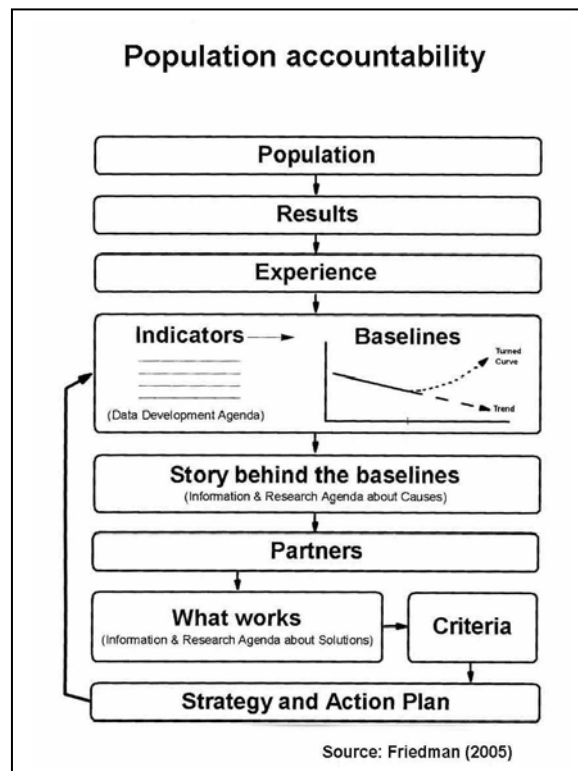 Population accountability
Population
Results
Experience
Indicators
Baselines
Turned
Curve
Trend
(Data Development Agenda)
Story behind the baselines
(Information & Research Agenda about Causes)
Partners
What works
(Information & Research Agenda about Solutions)
Criteria
Strategy and Action Plan
Source: Friedman (2005)